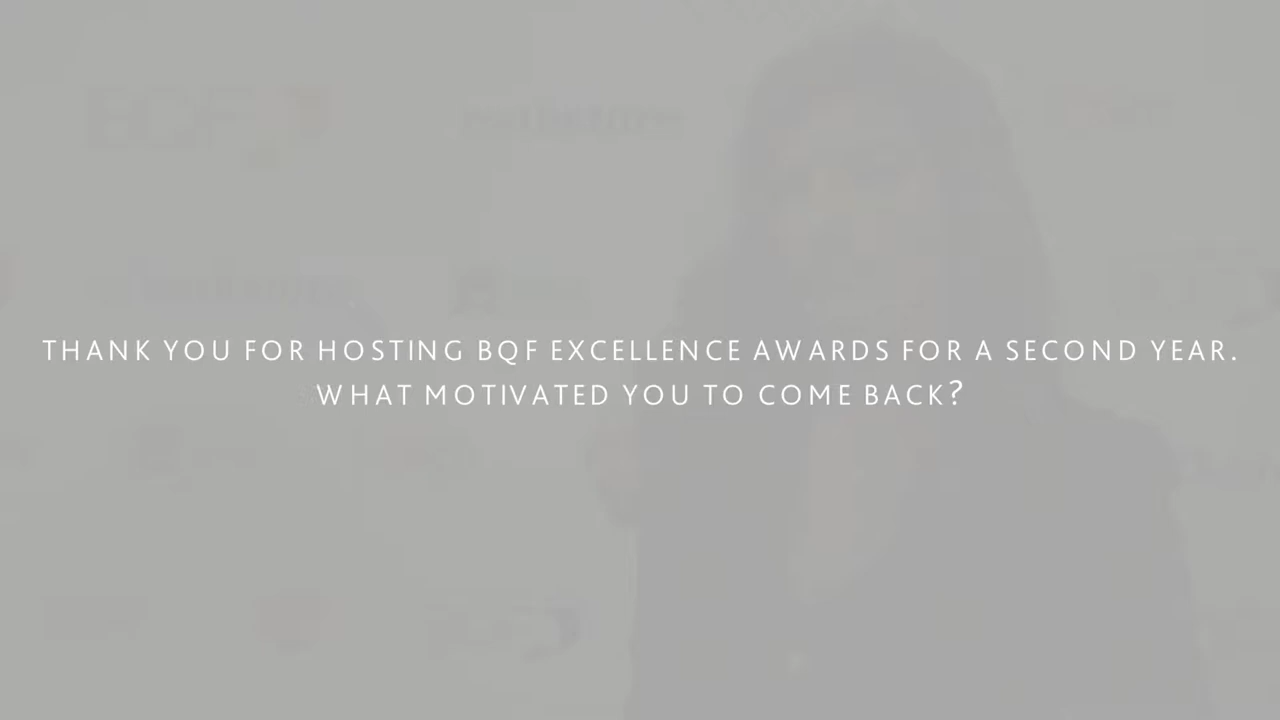 THANK YOU FOR HOSTING BQF EXCELLENCE AWARDS FOR A SECOND YEAR.
WHAT MOTIVATED YOU TO COME BACK?